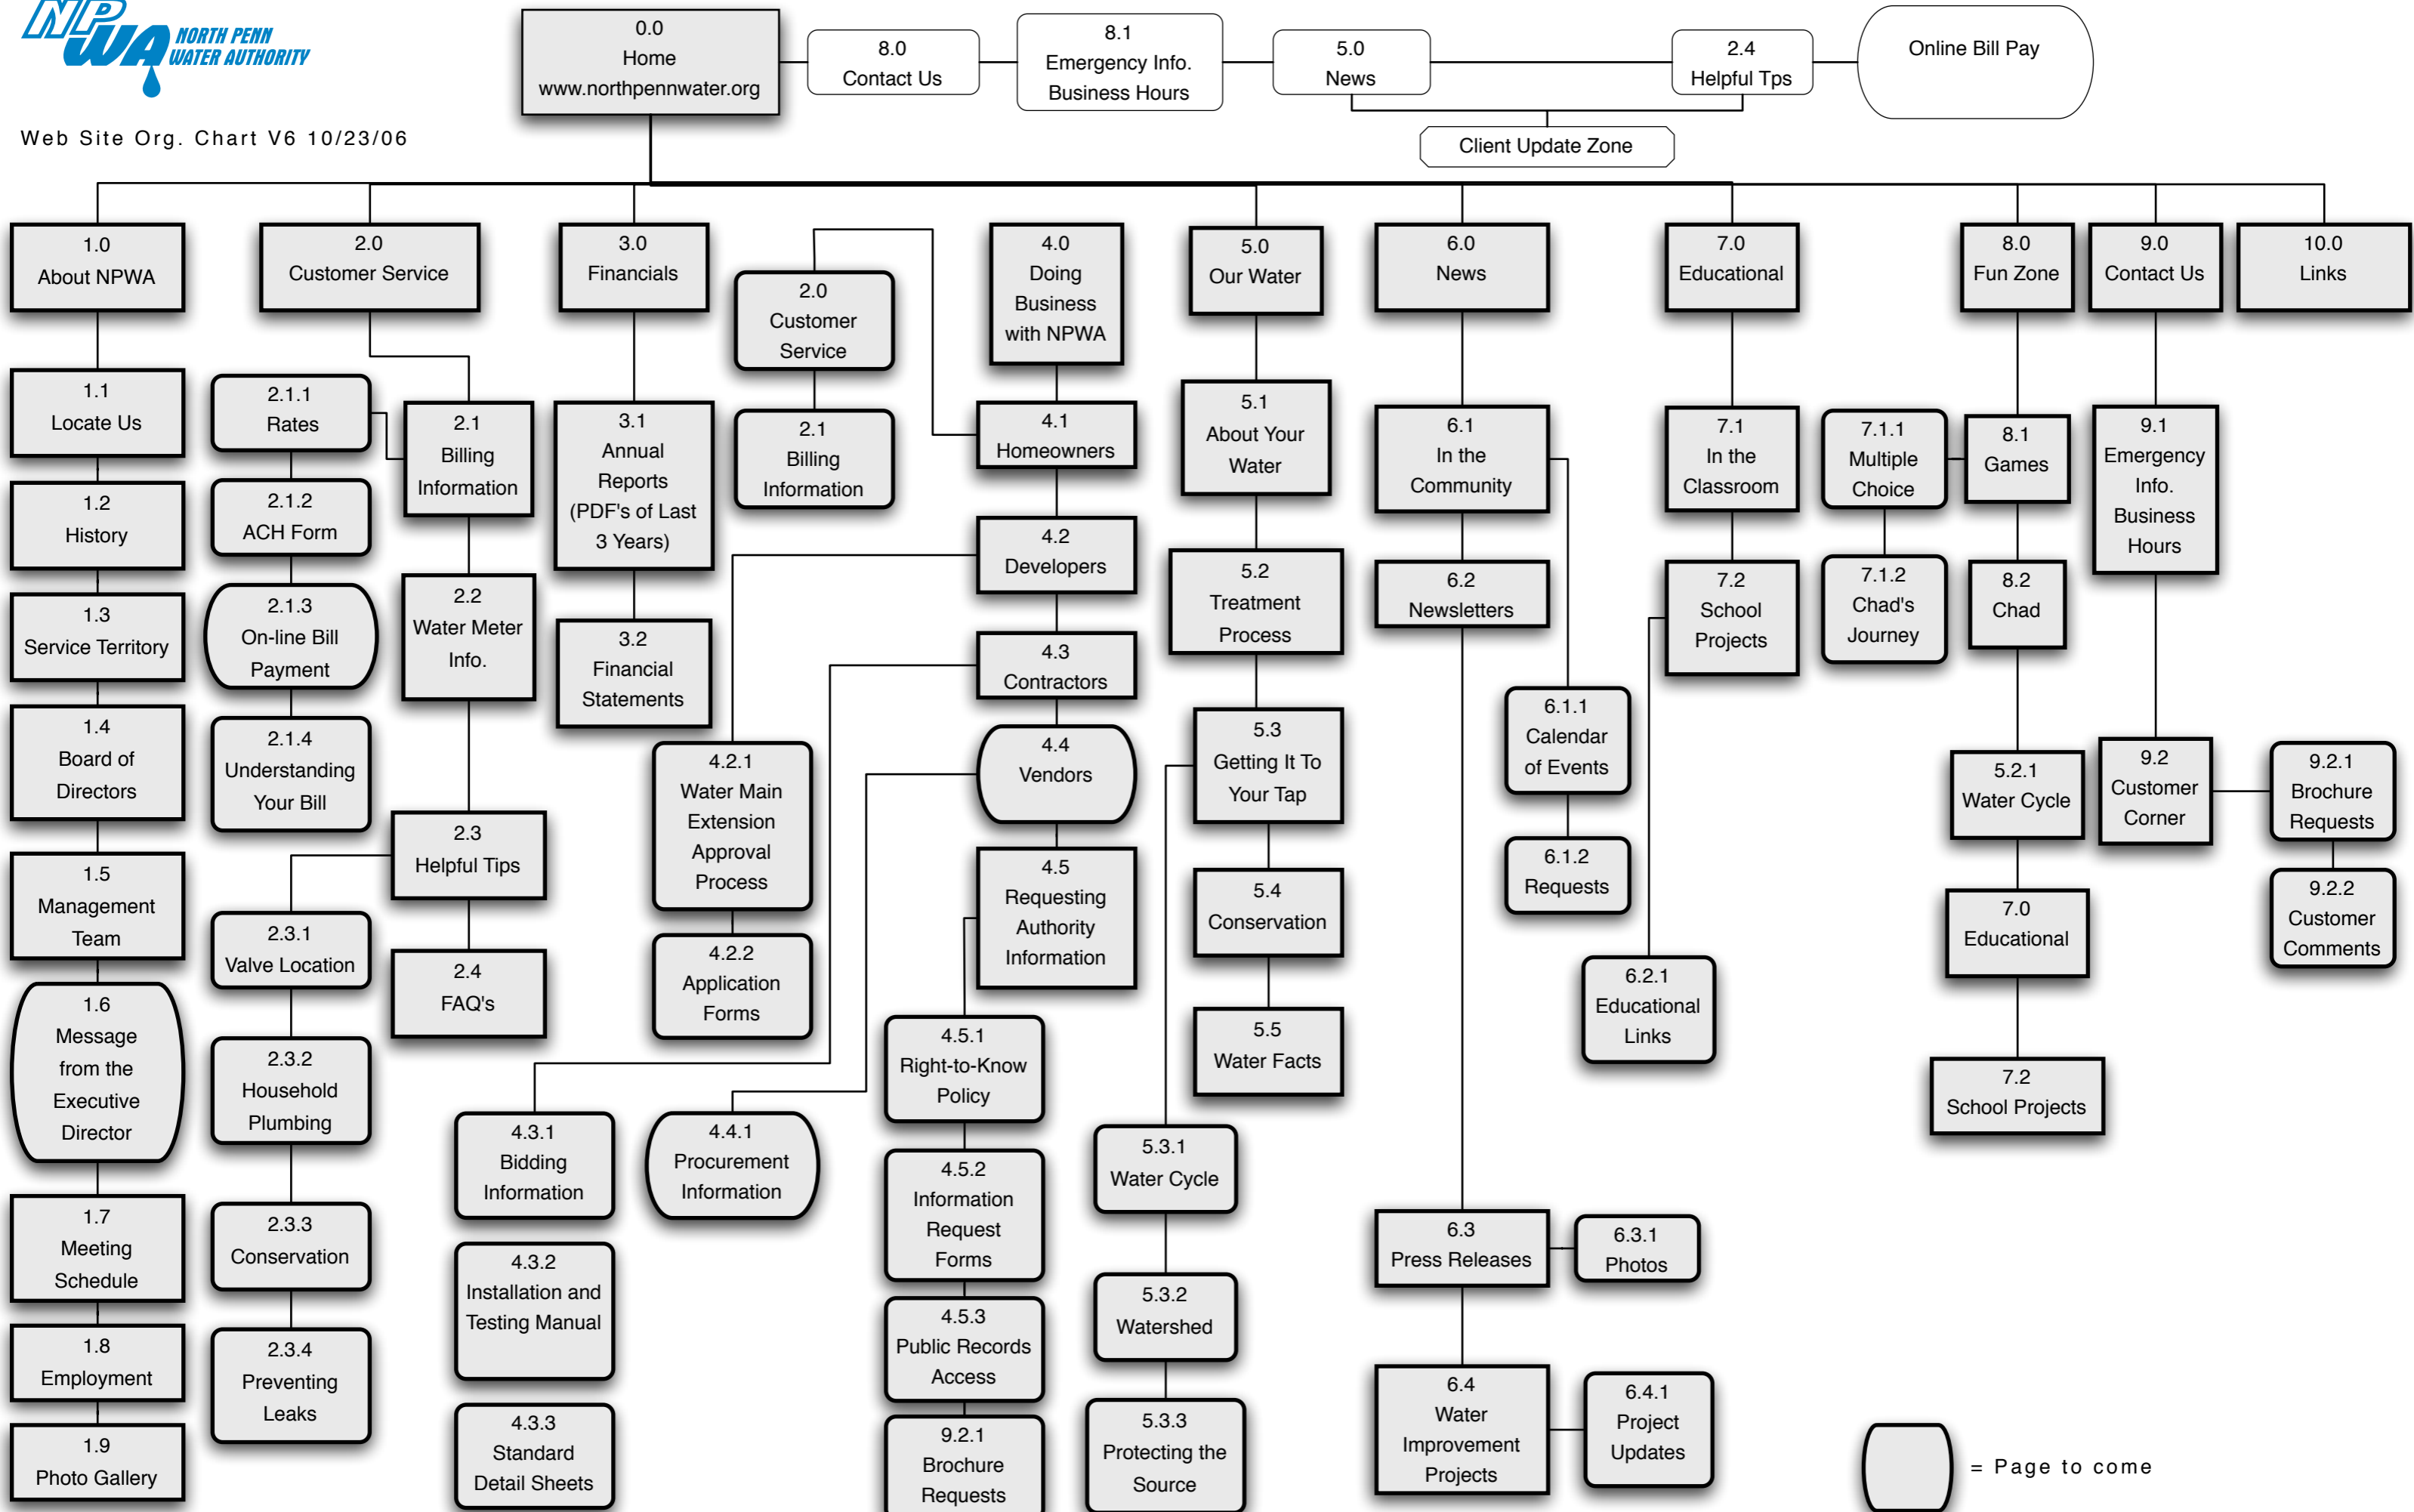 NPWA NORTH PENN
WATER AUTHORITY
Web Site Org. Chart V6 10/23/06
0.0
Home
www.northpennwater.org
8.0
Contact Us
8.1
Emergency Info.
Business Hours
5.0
News
2.4
Helpful Tps
Online Bill Pay
Client Update Zone
1.0
About NPWA
1.1
Locate Us
1.2
History
1.3
Service Territory
1.4
Board of
Directors
1.5
Management
Team
1.6
Message
from the
Executive
Director
1.7
Meeting
Schedule
1.8
Employment
1.9
Photo Gallery
2.0
Customer Service
2.1.1
Rates
2.1.2
ACH Form
2.1.3
On-line Bill
Payment
2.1.4
Understanding
Your Bill
2.1
Billing
Information
2.2
Water Meter
Info.
2.3
Helpful Tips
2.4
FAQ's
2.3.1
Valve Location
2.3.2
Household
Plumbing
2.3.3
Conservation
2.3.4
Preventing
Leaks
3.0
Financials
3.1
Annual
Reports
(PDF's of Last
3 Years)
3.2
Financial
Statements
2.0
Customer
Service
2.1
Billing
Information
4.0
Doing
Business
with NPWA
4.1
Homeowners
4.2
Developers
4.3
Contractors
4.4
Vendors
4.5
Requesting
Authority
Information
4.2.1
Water Main
Extension
Approval
Process
4.2.2
Application
Forms
4.3.1
Bidding
Information
4.3.2
Installation and
Testing Manual
4.3.3
Standard
Detail Sheets
4.4.1
Procurement
Information
4.5.1
Right-to-Know
Policy
4.5.2
Information
Request
Forms
4.5.3
Public Records
Access
9.2.1
Brochure
Requests
5.0
Our Water
5.1
About Your
Water
5.2
Treatment
Process
5.3
Getting It To
Your Tap
5.4
Conservation
5.5
Water Facts
5.3.1
Water Cycle
5.3.2
Watershed
5.3.3
Protecting the
Source
6.0
News
6.1
In the
Community
6.2
Newsletters
6.1.1
Calendar
of Events
6.1.2
Requests
6.3
Press Releases
6.3.1
Photos
6.4
Water
Improvement
Projects
6.4.1
Project
Updates
7.0
Educational
7.1
In the
Classroom
7.2
School
Projects
6.2.1
Educational
Links
8.0
Fun Zone
7.1.1
Multiple
Choice
7.1.2
Chad's
Journey
8.1
Games
8.2
Chad
5.2.1
Water Cycle
7.0
Educational
7.2
School Projects
9.0
Contact Us
9.1
Emergency
Info.
Business
Hours
9.2
Customer
Corner
9.2.1
Brochure
Requests
9.2.2
Customer
Comments
10.0
Links
= Page to come